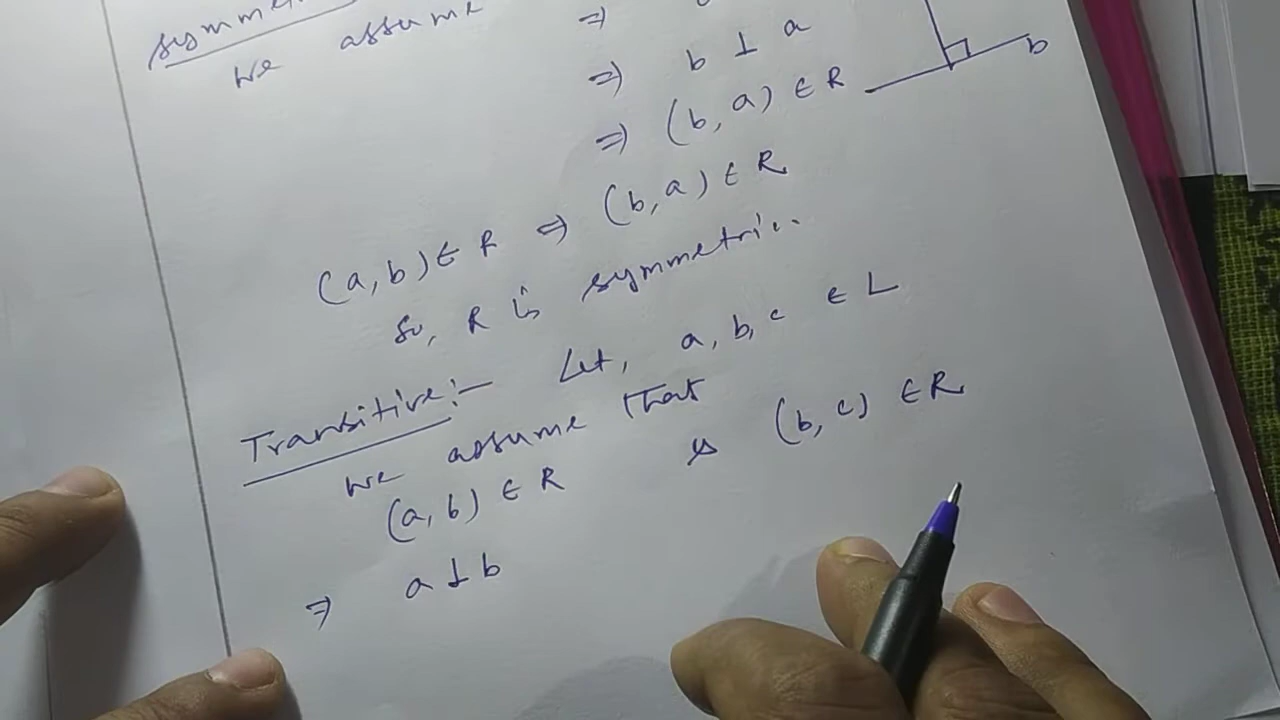 we assume ⇒
⇒ b ⊥ a
b
⇒ (b, a) ∈ R
(a, b) ∈ R ⇒ (b, a) ∈ R
So, R is symmetric.
Transitive:- Let, a, b, c ∈ L
we assume that
(a, b) ∈ R & (b, c) ∈ R
⇒ a ⊥ b